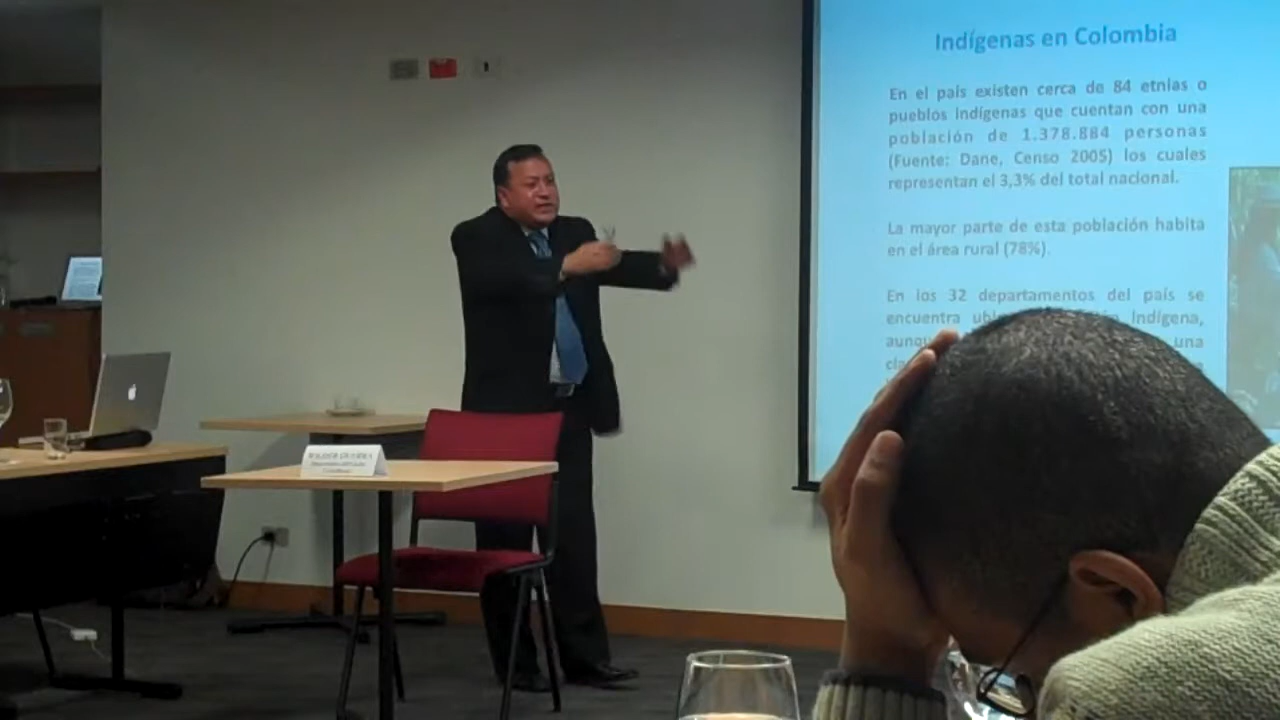 Indígenas en Colombia
En el país existen cerca de 84 etnias o
pueblos indígenas que cuentan con una
población de 1.378.884 personas
(Fuente: Dane, Censo 2005) los cuales
representan el 3,3% del total nacional.
La mayor parte de esta población habita
en el área rural (78%).
En los 32 departamentos del país se
encuentra Indígena,
una